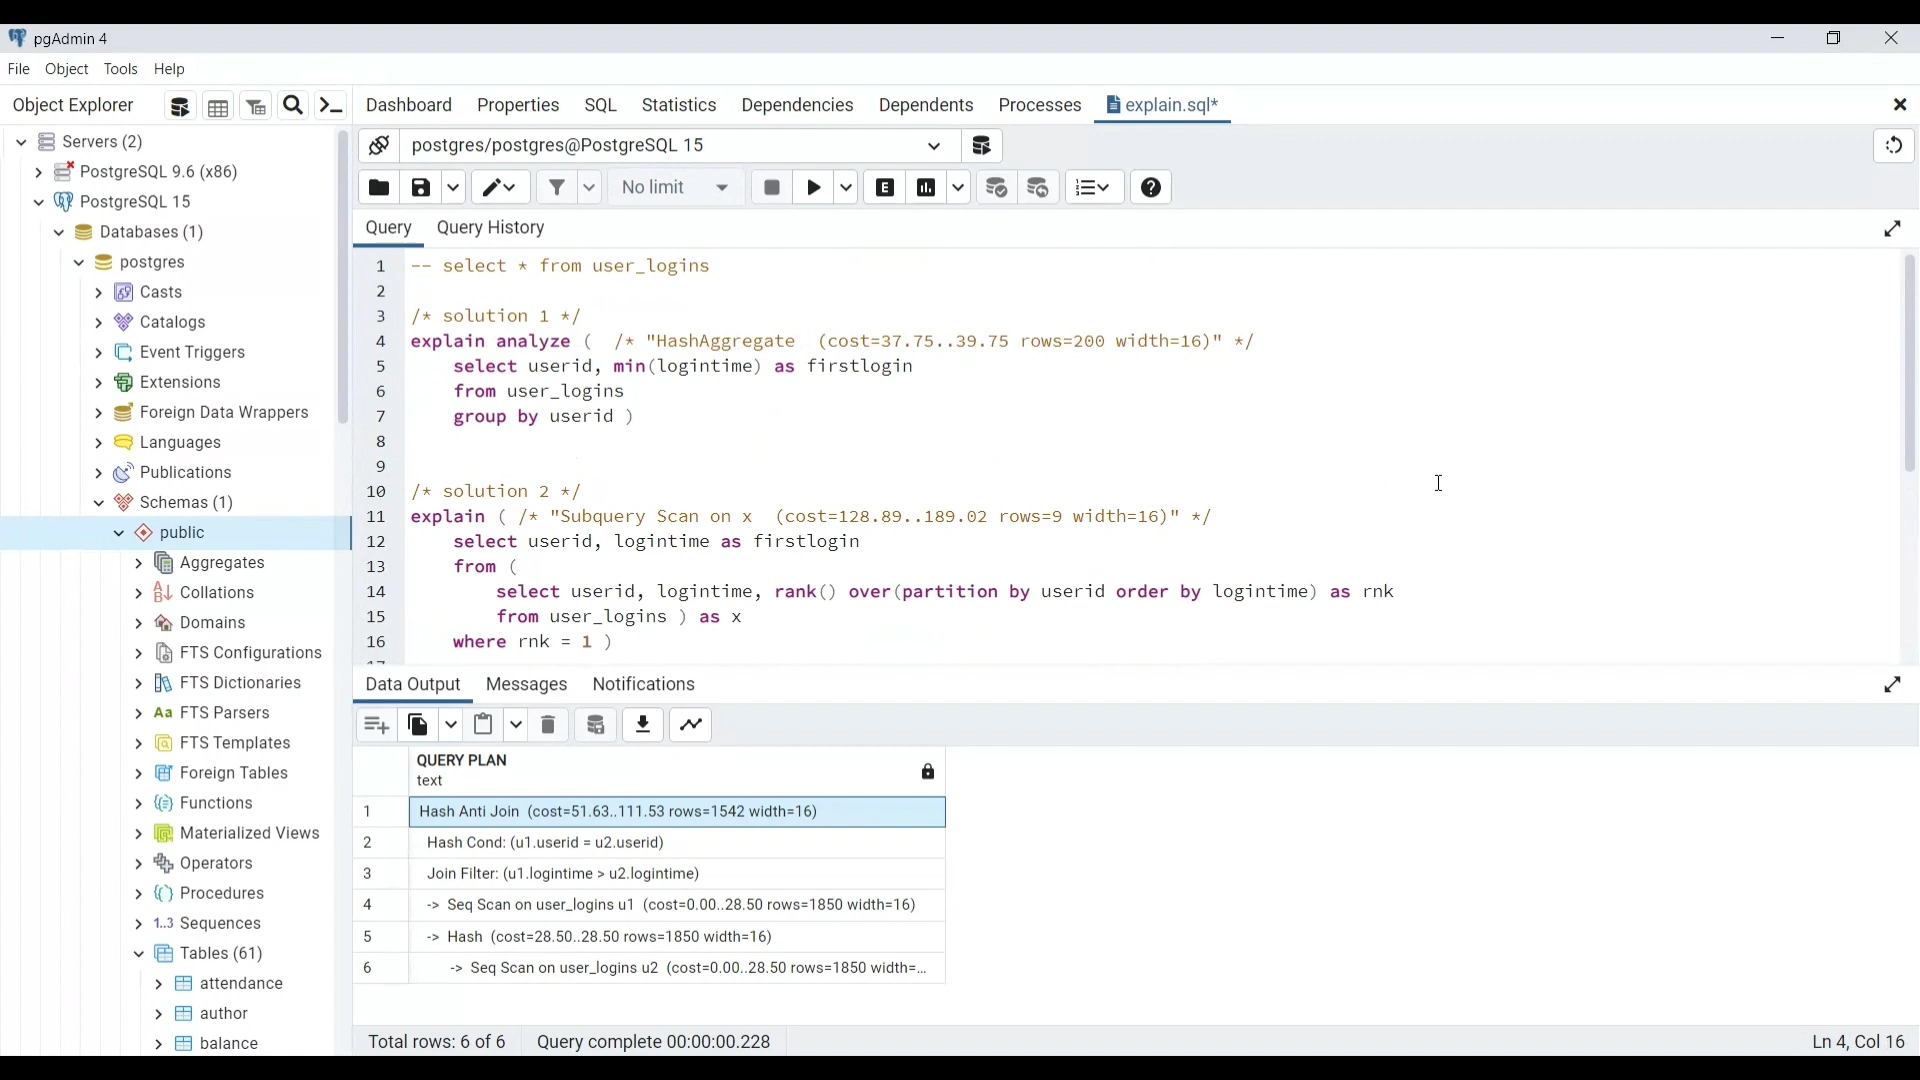 pgAdmin 4
File Object Tools Help
Object Explorer
Dashboard Properties SQL Statistics Dependencies Dependents Processes explain.sql*
Servers (2)
PostgreSQL 9.6 (x86)
PostgreSQL 15
Databases (1)
postgres
Casts
Catalogs
Event Triggers
Extensions
Foreign Data Wrappers
Languages
Publications
Schemas (1)
public
Aggregates
Collations
Domains
FTS Configurations
FTS Dictionaries
Aa FTS Parsers
FTS Templates
Foreign Tables
Functions
Materialized Views
Operators
Procedures
1..3 Sequences
Tables (61)
attendance
author
balance
postgres/postgres@PostgreSQL 15
No limit
E
Query Query History
1 -- select * from user_logins
2
3 /* solution 1 */
4 explain analyze ( /* "HashAggregate (cost=37.75..39.75 rows=200 width=16)" */
5 select userid, min(logintime) as firstlogin
6 from user_logins
7 group by userid )
8
9
10 /* solution 2 */
11 explain ( /* "Subquery Scan on x (cost=128.89..189.02 rows=9 width=16)" */
12 select userid, logintime as firstlogin
13 from (
14 select userid, logintime, rank() over(partition by userid order by logintime) as rnk
15 from user_logins ) as x
16 where rnk = 1 )
Data Output Messages Notifications
QUERY PLAN
text
1 Hash Anti Join (cost=51.63..111.53 rows=1542 width=16)
2 Hash Cond: (u1.userid = u2.userid)
3 Join Filter: (u1.logintime > u2.logintime)
4 -> Seq Scan on user_logins u1 (cost=0.00..28.50 rows=1850 width=16)
5 -> Hash (cost=28.50..28.50 rows=1850 width=16)
6 -> Seq Scan on user_logins u2 (cost=0.00..28.50 rows=1850 width=...
Total rows: 6 of 6 Query complete 00:00:00.228 Ln 4, Col 16